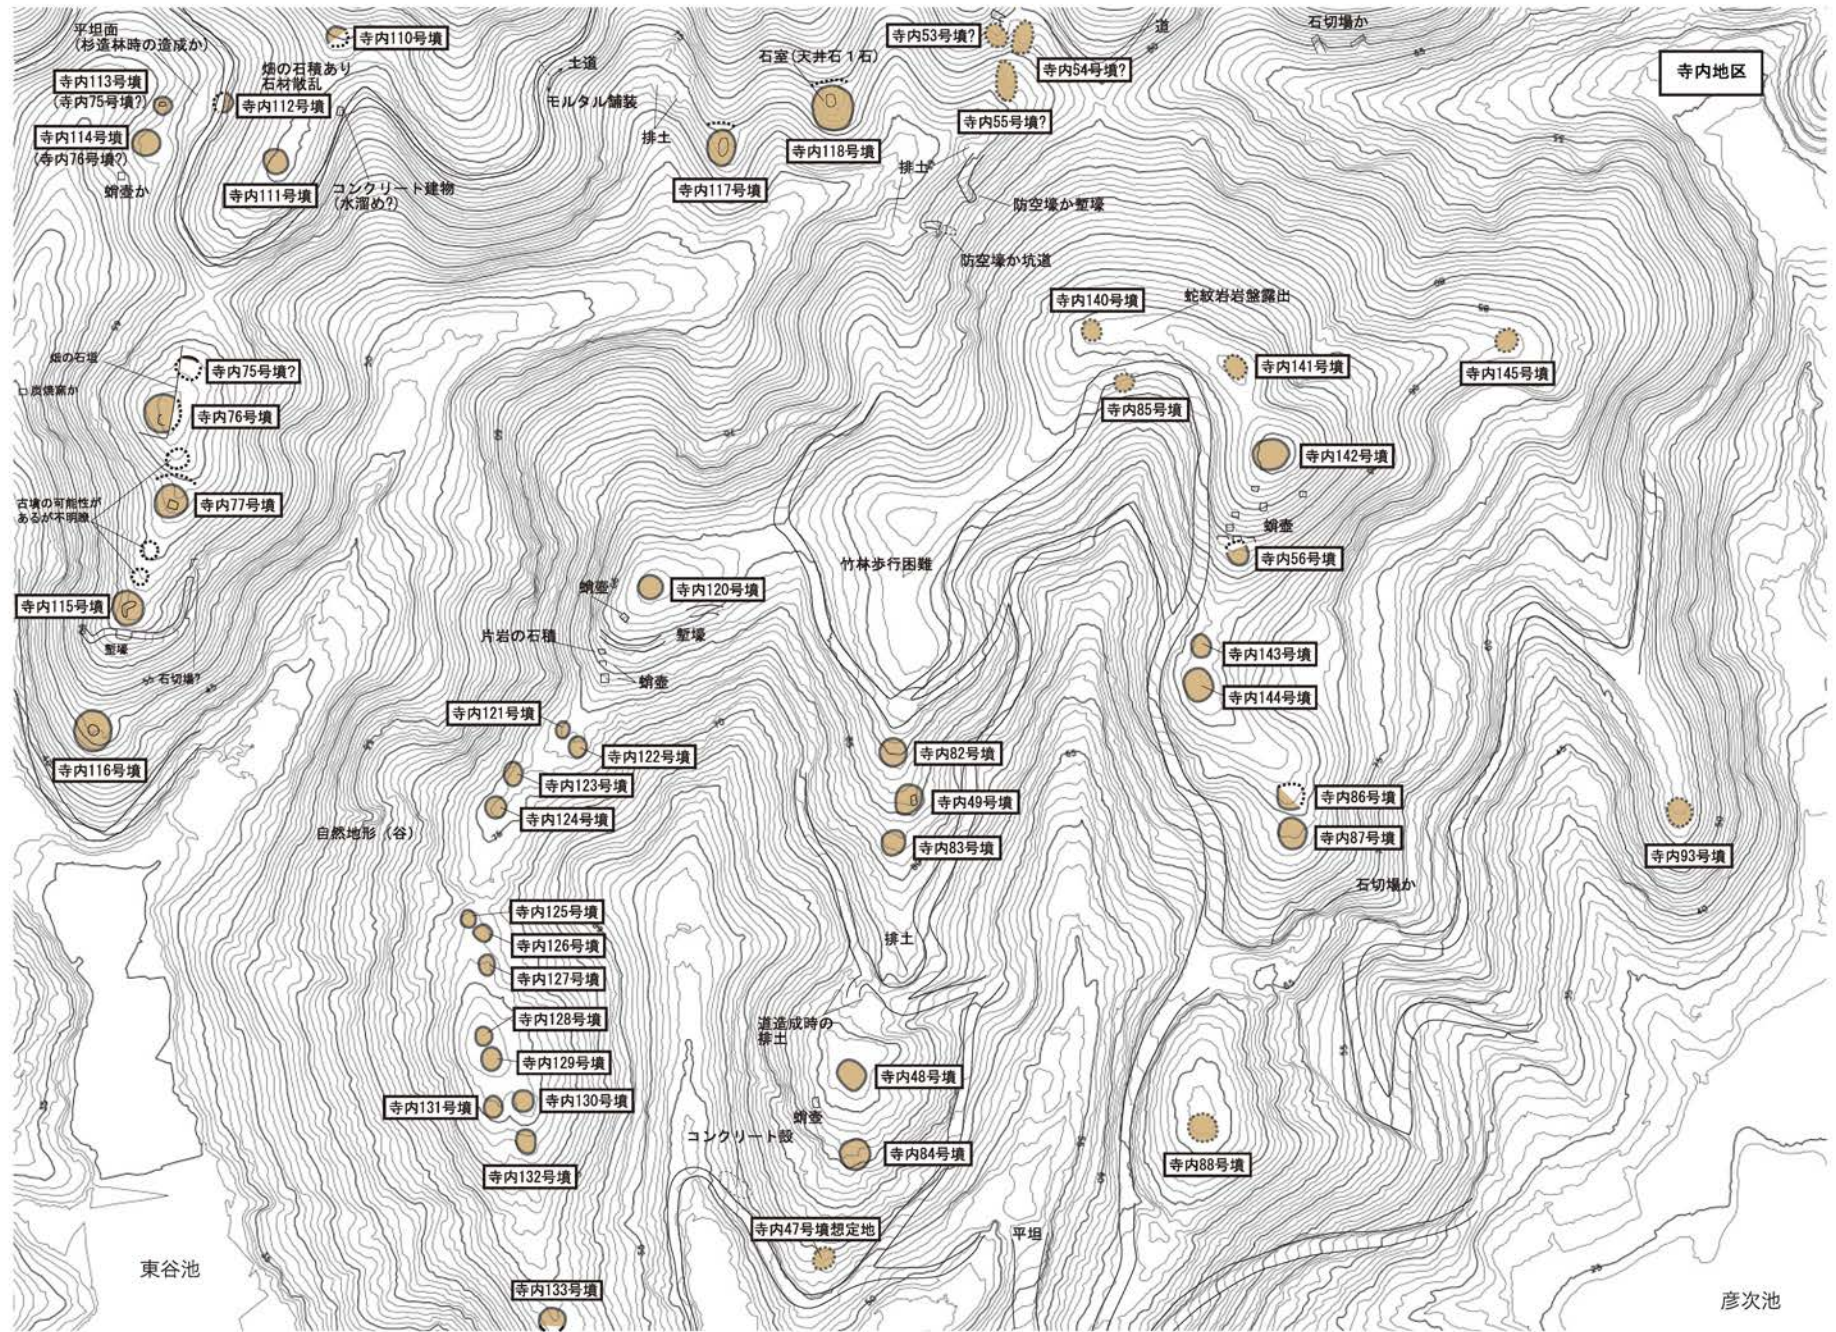 平坦面
(杉造林時の造成か)
寺内110号墳
寺内53号墳?
道
石切場か
寺内地区
寺内113号墳
(寺内75号墳?)
畑の石積あり
石材散乱
寺内112号墳
土道
モルタル舗装
排土
石室(天井石1石)
寺内54号墳?
寺内55号墳?
寺内114号墳
(寺内76号墳?)
蛸壺か
寺内111号墳
コンクリート建物
(水溜め?)
寺内117号墳
寺内118号墳
排土
防空壕か塹壕
防空壕か坑道
寺内140号墳
蛇紋岩岩盤露出
畑の石垣
炭焼窯か
寺内75号墳?
寺内76号墳
寺内141号墳
寺内145号墳
寺内85号墳
寺内142号墳
古墳の可能性が
あるが不明瞭
寺内77号墳
蛸壺
寺内56号墳
竹林歩行困難
寺内115号墳
塹壕
石切場?
蛸壺
寺内120号墳
片岩の石積
塹壕
蛸壺
寺内143号墳
寺内144号墳
寺内116号墳
寺内121号墳
寺内122号墳
寺内123号墳
寺内124号墳
自然地形(谷)
寺内82号墳
寺内49号墳
寺内83号墳
寺内86号墳
寺内87号墳
石切場か
寺内93号墳
寺内125号墳
寺内126号墳
寺内127号墳
寺内128号墳
寺内129号墳
寺内130号墳
寺内131号墳
寺内132号墳
排土
道造成時の
排土
寺内48号墳
蛸壺
コンクリート殻
寺内84号墳
寺内88号墳
寺内47号墳想定地
平坦
東谷池
寺内133号墳
彦次池